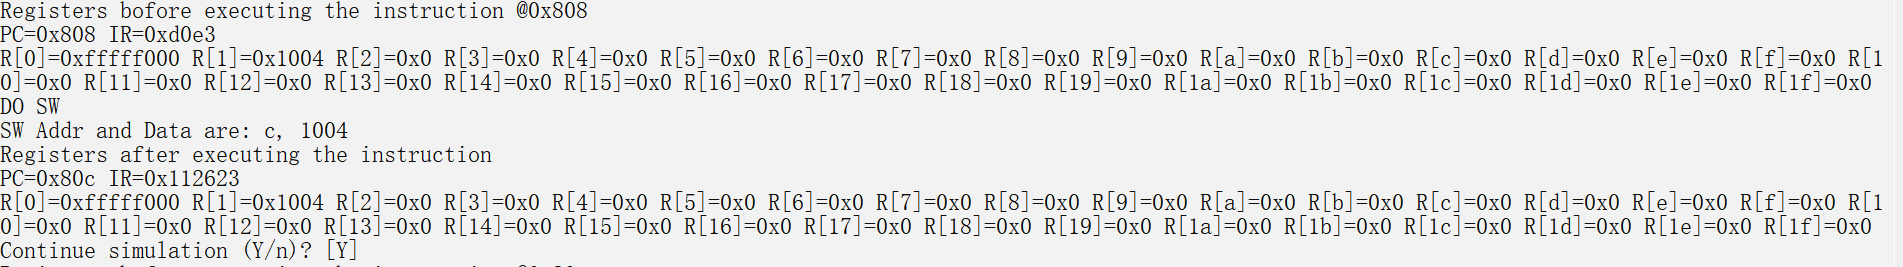 Registers bofore executing the instruction @0x808
PC=0x808 IR=0xd0e3
R[0]=0xfffff000 R[1]=0x1004 R[2]=0x0 R[3]=0x0 R[4]=0x0 R[5]=0x0 R[6]=0x0 R[7]=0x0 R[8]=0x0 R[9]=0x0 R[a]=0x0 R[b]=0x0 R[c]=0x0 R[d]=0x0 R[e]=0x0 R[f]=0x0 R[1
0]=0x0 R[11]=0x0 R[12]=0x0 R[13]=0x0 R[14]=0x0 R[15]=0x0 R[16]=0x0 R[17]=0x0 R[18]=0x0 R[19]=0x0 R[1a]=0x0 R[1b]=0x0 R[1c]=0x0 R[1d]=0x0 R[1e]=0x0 R[1f]=0x0
DO SW
SW Addr and Data are: c, 1004
Registers after executing the instruction
PC=0x80c IR=0x112623
R[0]=0xfffff000 R[1]=0x1004 R[2]=0x0 R[3]=0x0 R[4]=0x0 R[5]=0x0 R[6]=0x0 R[7]=0x0 R[8]=0x0 R[9]=0x0 R[a]=0x0 R[b]=0x0 R[c]=0x0 R[d]=0x0 R[e]=0x0 R[f]=0x0 R[1
0]=0x0 R[11]=0x0 R[12]=0x0 R[13]=0x0 R[14]=0x0 R[15]=0x0 R[16]=0x0 R[17]=0x0 R[18]=0x0 R[19]=0x0 R[1a]=0x0 R[1b]=0x0 R[1c]=0x0 R[1d]=0x0 R[1e]=0x0 R[1f]=0x0
Continue simulation (Y/n)? [Y]